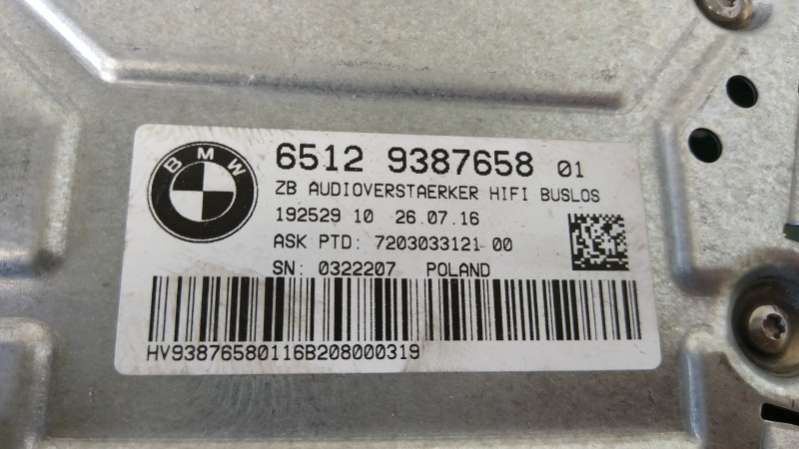 BMW
6512 9387658 01
ZB AUDIOVERSTAERKER HIFI BUSLOS
192529 10 26.07.16
ASK PTD: 7203033121 00
SN: 0322207 POLAND
HV93876580116B208000319